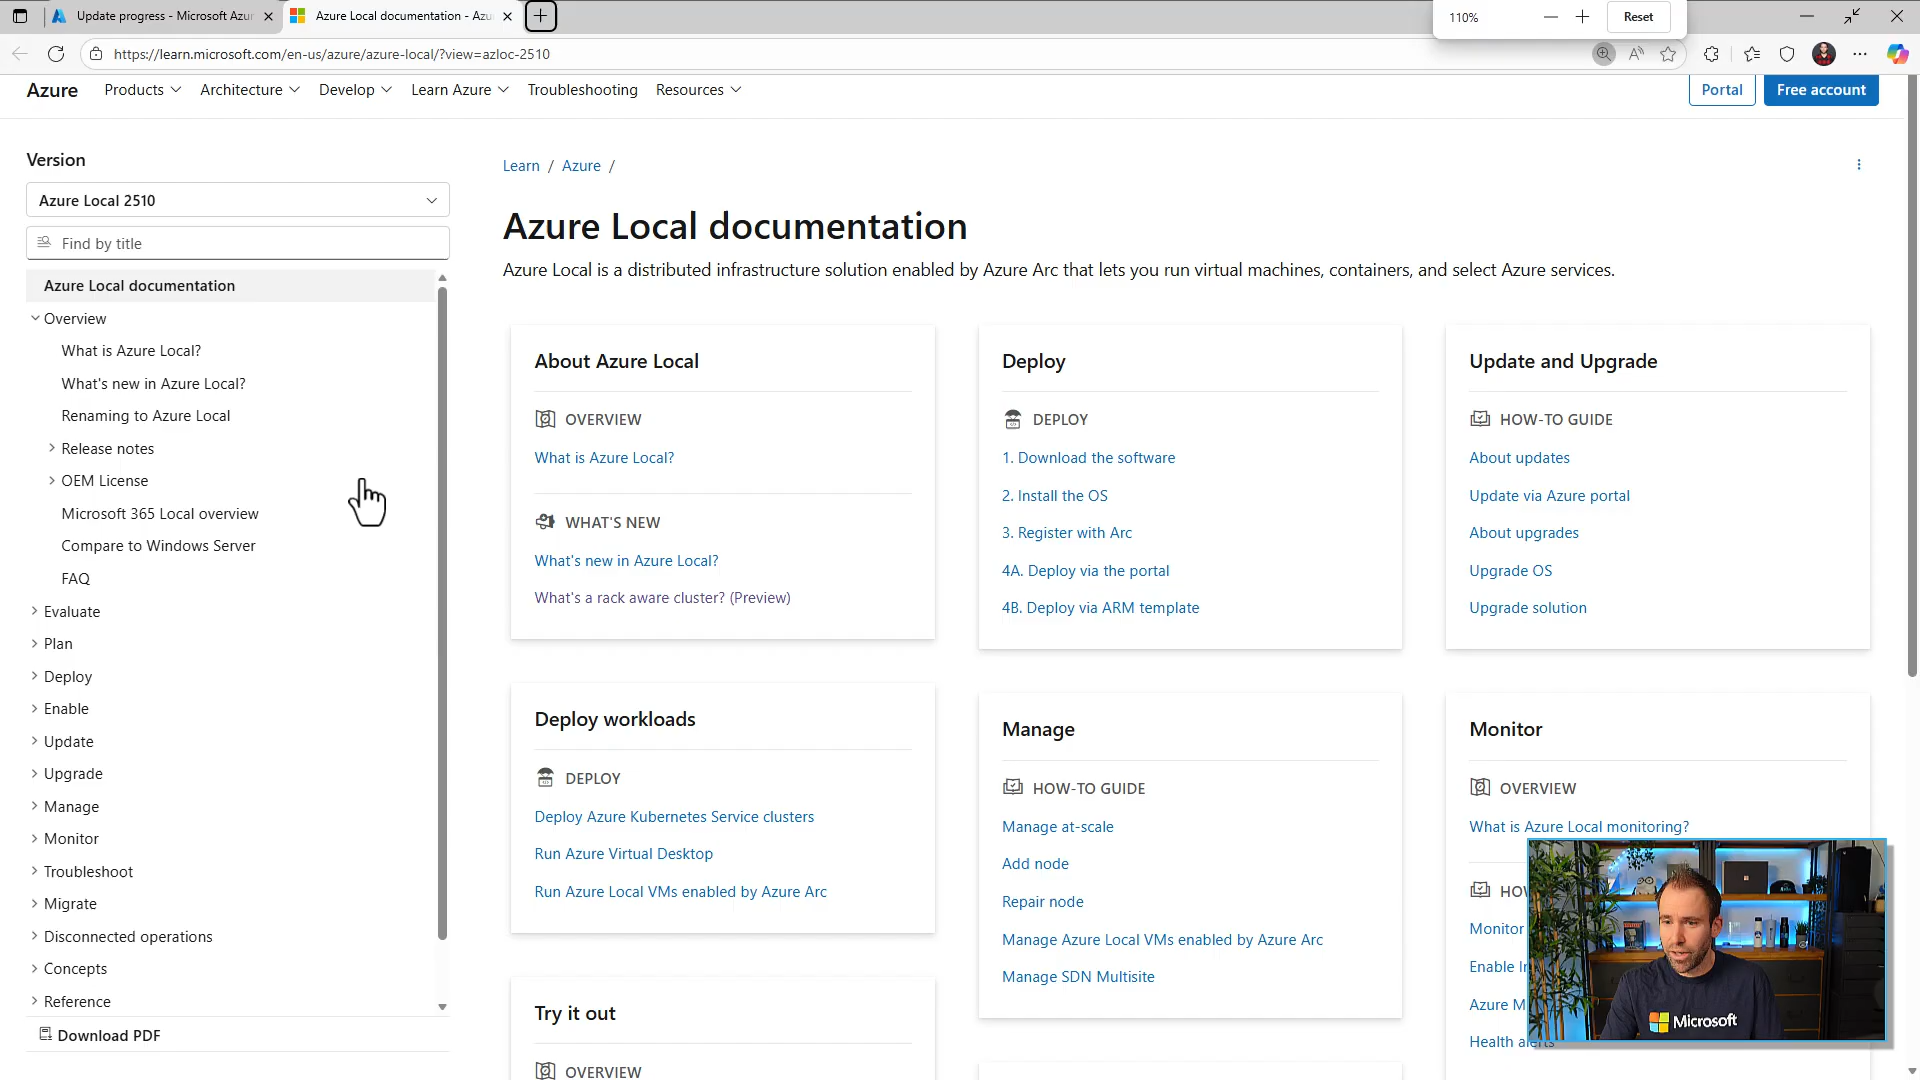 Update progress - Microsoft Azur
Azure Local documentation - Azu
110%
Reset
https://learn.microsoft.com/en-us/azure/azure-local/?view=azloc-2510
Azure
Products
Architecture
Develop
Learn Azure
Troubleshooting
Resources
Portal
Free account
Version
Azure Local 2510
Find by title
Azure Local documentation
Overview
What is Azure Local?
What's new in Azure Local?
Renaming to Azure Local
Release notes
OEM License
Microsoft 365 Local overview
Compare to Windows Server
FAQ
Evaluate
Plan
Deploy
Enable
Update
Upgrade
Manage
Monitor
Troubleshoot
Migrate
Disconnected operations
Concepts
Reference
Download PDF
Learn / Azure /
Azure Local documentation
Azure Local is a distributed infrastructure solution enabled by Azure Arc that lets you run virtual machines, containers, and select Azure services.
About Azure Local
OVERVIEW
What is Azure Local?
WHAT'S NEW
What's new in Azure Local?
What's a rack aware cluster? (Preview)
Deploy
DEPLOY
1. Download the software
2. Install the OS
3. Register with Arc
4A. Deploy via the portal
4B. Deploy via ARM template
Update and Upgrade
HOW-TO GUIDE
About updates
Update via Azure portal
About upgrades
Upgrade OS
Upgrade solution
Deploy workloads
DEPLOY
Deploy Azure Kubernetes Service clusters
Run Azure Virtual Desktop
Run Azure Local VMs enabled by Azure Arc
Manage
HOW-TO GUIDE
Manage at-scale
Add node
Repair node
Manage Azure Local VMs enabled by Azure Arc
Manage SDN Multisite
Monitor
OVERVIEW
What is Azure Local monitoring?
HOW
Monitor
Enable In
Azure M
Health alerts
Try it out
OVERVIEW
Microsoft